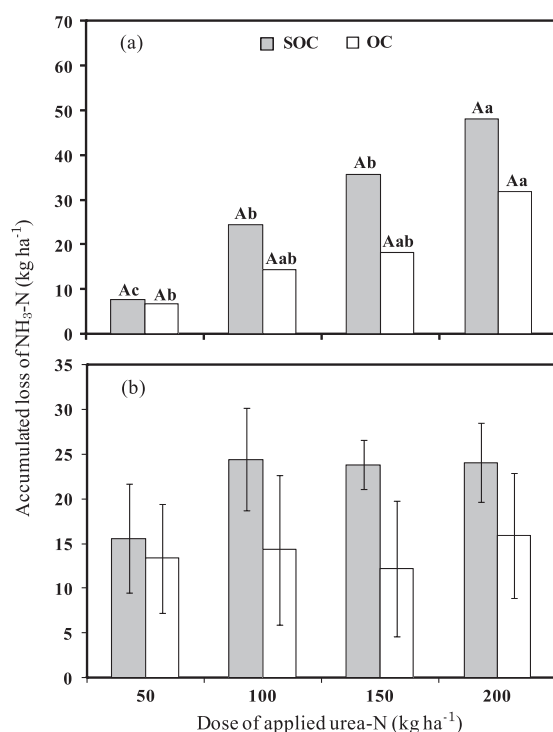 70
(a)
SOC OC
60
50
Aa
40
Ab
Aa
30
Ab
20
Aab
Aab
10
Ac Ab
0
35
(b)
30
25
20
15
10
5
0
50 100 150 200
Dose of applied urea-N (kg ha⁻¹)
Accumulated loss of NH₃-N (kg ha⁻¹)